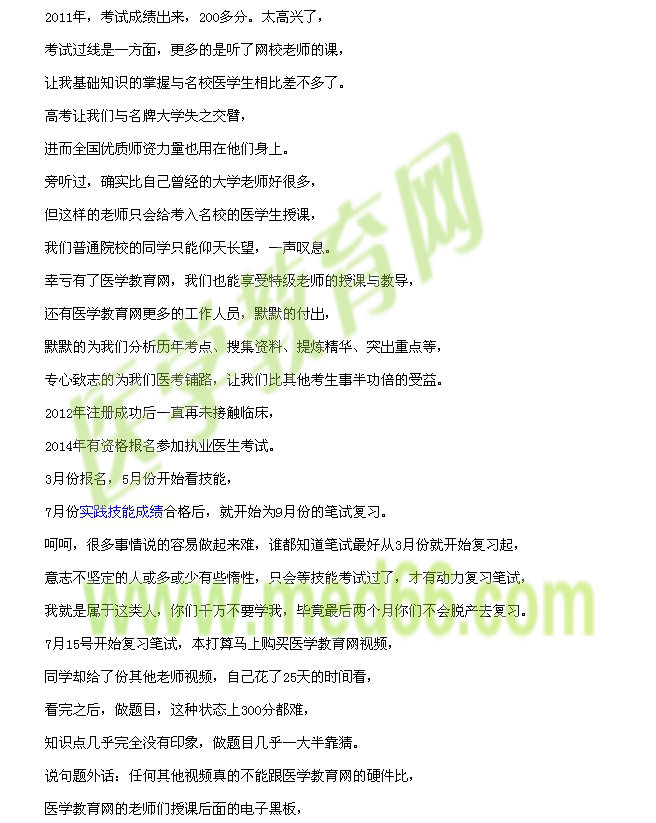 2011年，考试成绩出来，200多分。太高兴了，
考试过线是一方面，更多的是听了网校老师的课，
让我基础知识的掌握与名校医学生相比差不多了。
高考让我们与名牌大学失之交臂，
进而全国优质师资力量也用在他们身上。
旁听过，确实比自己曾经的大学老师好很多，
但这样的老师只会给考入名校的医学生授课，
我们普通院校的同学只能仰天长望，一声叹息。
幸亏有了医学教育网，我们也能享受特级老师的授课与教导，
还有医学教育网更多的工作人员，默默的付出，
默默的为我们分析历年考点、搜集资料、提炼精华、突出重点等，
专心致志的为我们医考铺路，让我们比其他考生事半功倍的受益。
2012年注册成功后一直再未接触临床，
2014年有资格报名参加执业医生考试。
3月份报名，5月份开始看技能，
7月份实践技能成绩合格后，就开始为9月份的笔试复习。
呵呵，很多事情说的容易做起来难，谁都知道笔试最好从3月份就开始复习起，
意志不坚定的人或多或少有些惰性，只会等技能考试过了，才有动力复习笔试，
我就是属于这类人，你们千万不要学我，毕竟最后两个月你们不会脱产去复习。
7月15号开始复习笔试，本打算马上购买医学教育网视频，
同学却给了份其他老师视频，自己花了25天的时间看，
看完之后，做题目，这种状态上300分都难，
知识点几乎完全没有印象，做题目几乎一大半靠猜。
说句题外话：任何其他视频真的不能跟医学教育网的硬件比，
医学教育网的老师们授课后面的电子黑板，
医学教育网
www.med66.com